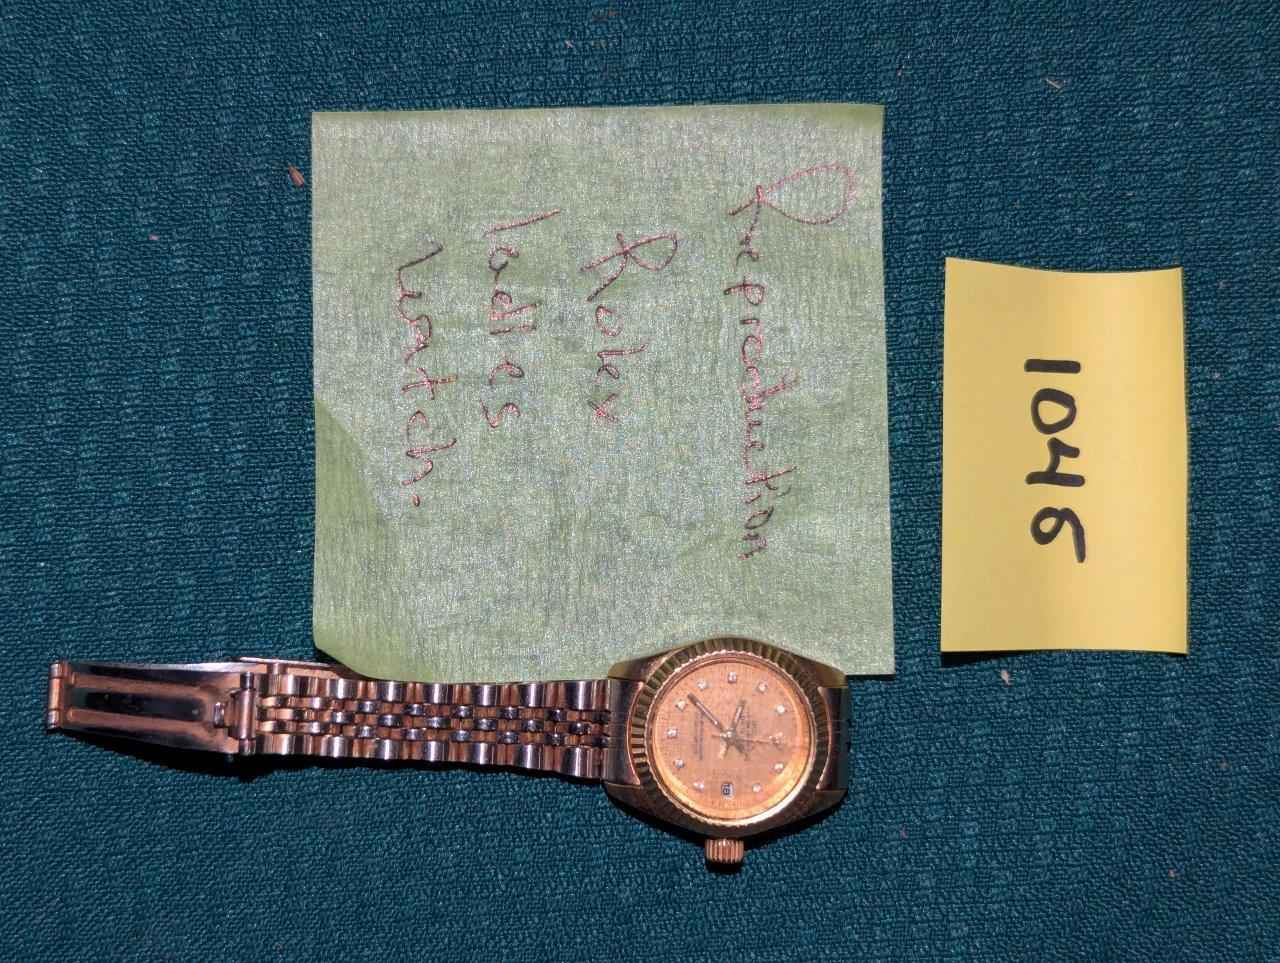 1046
Reproduction
Rolex
ladies
watch.